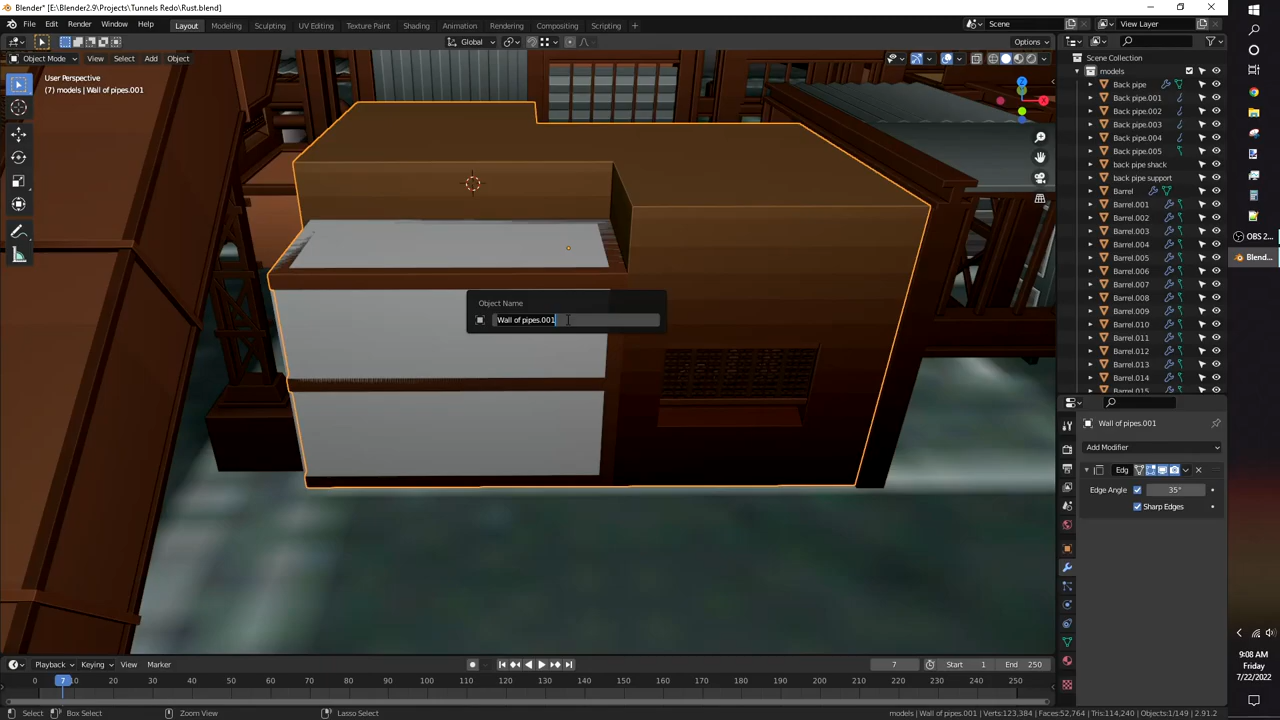 Blender* [E:\Blender2.9\Projects\Tunnels Redo\Rust.blend]
File Edit Render Window Help
Layout Modeling Sculpting UV Editing Texture Paint Shading Animation Rendering Compositing Scripting +
Scene View Layer
Global Options
Object Mode View Select Add Object
User Perspective
(7) models | Wall of pipes.001
Z
X
Scene Collection
models
Back pipe
Back pipe.001
Back pipe.002
Back pipe.003
Back pipe.004
Back pipe.005
back pipe shack
back pipe support
Barrel
Barrel.001
Barrel.002
Barrel.003
Barrel.004
Barrel.005
Barrel.006
Barrel.007
Barrel.008
Barrel.009
Barrel.010
Barrel.011
Barrel.012
Barrel.013
Barrel.014
Barrel.015
Object Name
Wall of pipes.001
Wall of pipes.001
Add Modifier
Edg
Edge Angle 35°
Sharp Edges
OBS 2...
Blend...
Playback Keying View Marker
7 Start 1 End 250
0 7 20 30 40 50 60 70 80 90 100 110 120 130 140 150 160 170 180 190 200 210 220 230 240 250
Select Box Select Zoom View Lasso Select
models | Wall of pipes.001 | Verts:123,384 | Faces:52,764 | Tris:114,240 | Objects:1/149 | 2.91.2
9:08 AM
Friday
7/22/2022